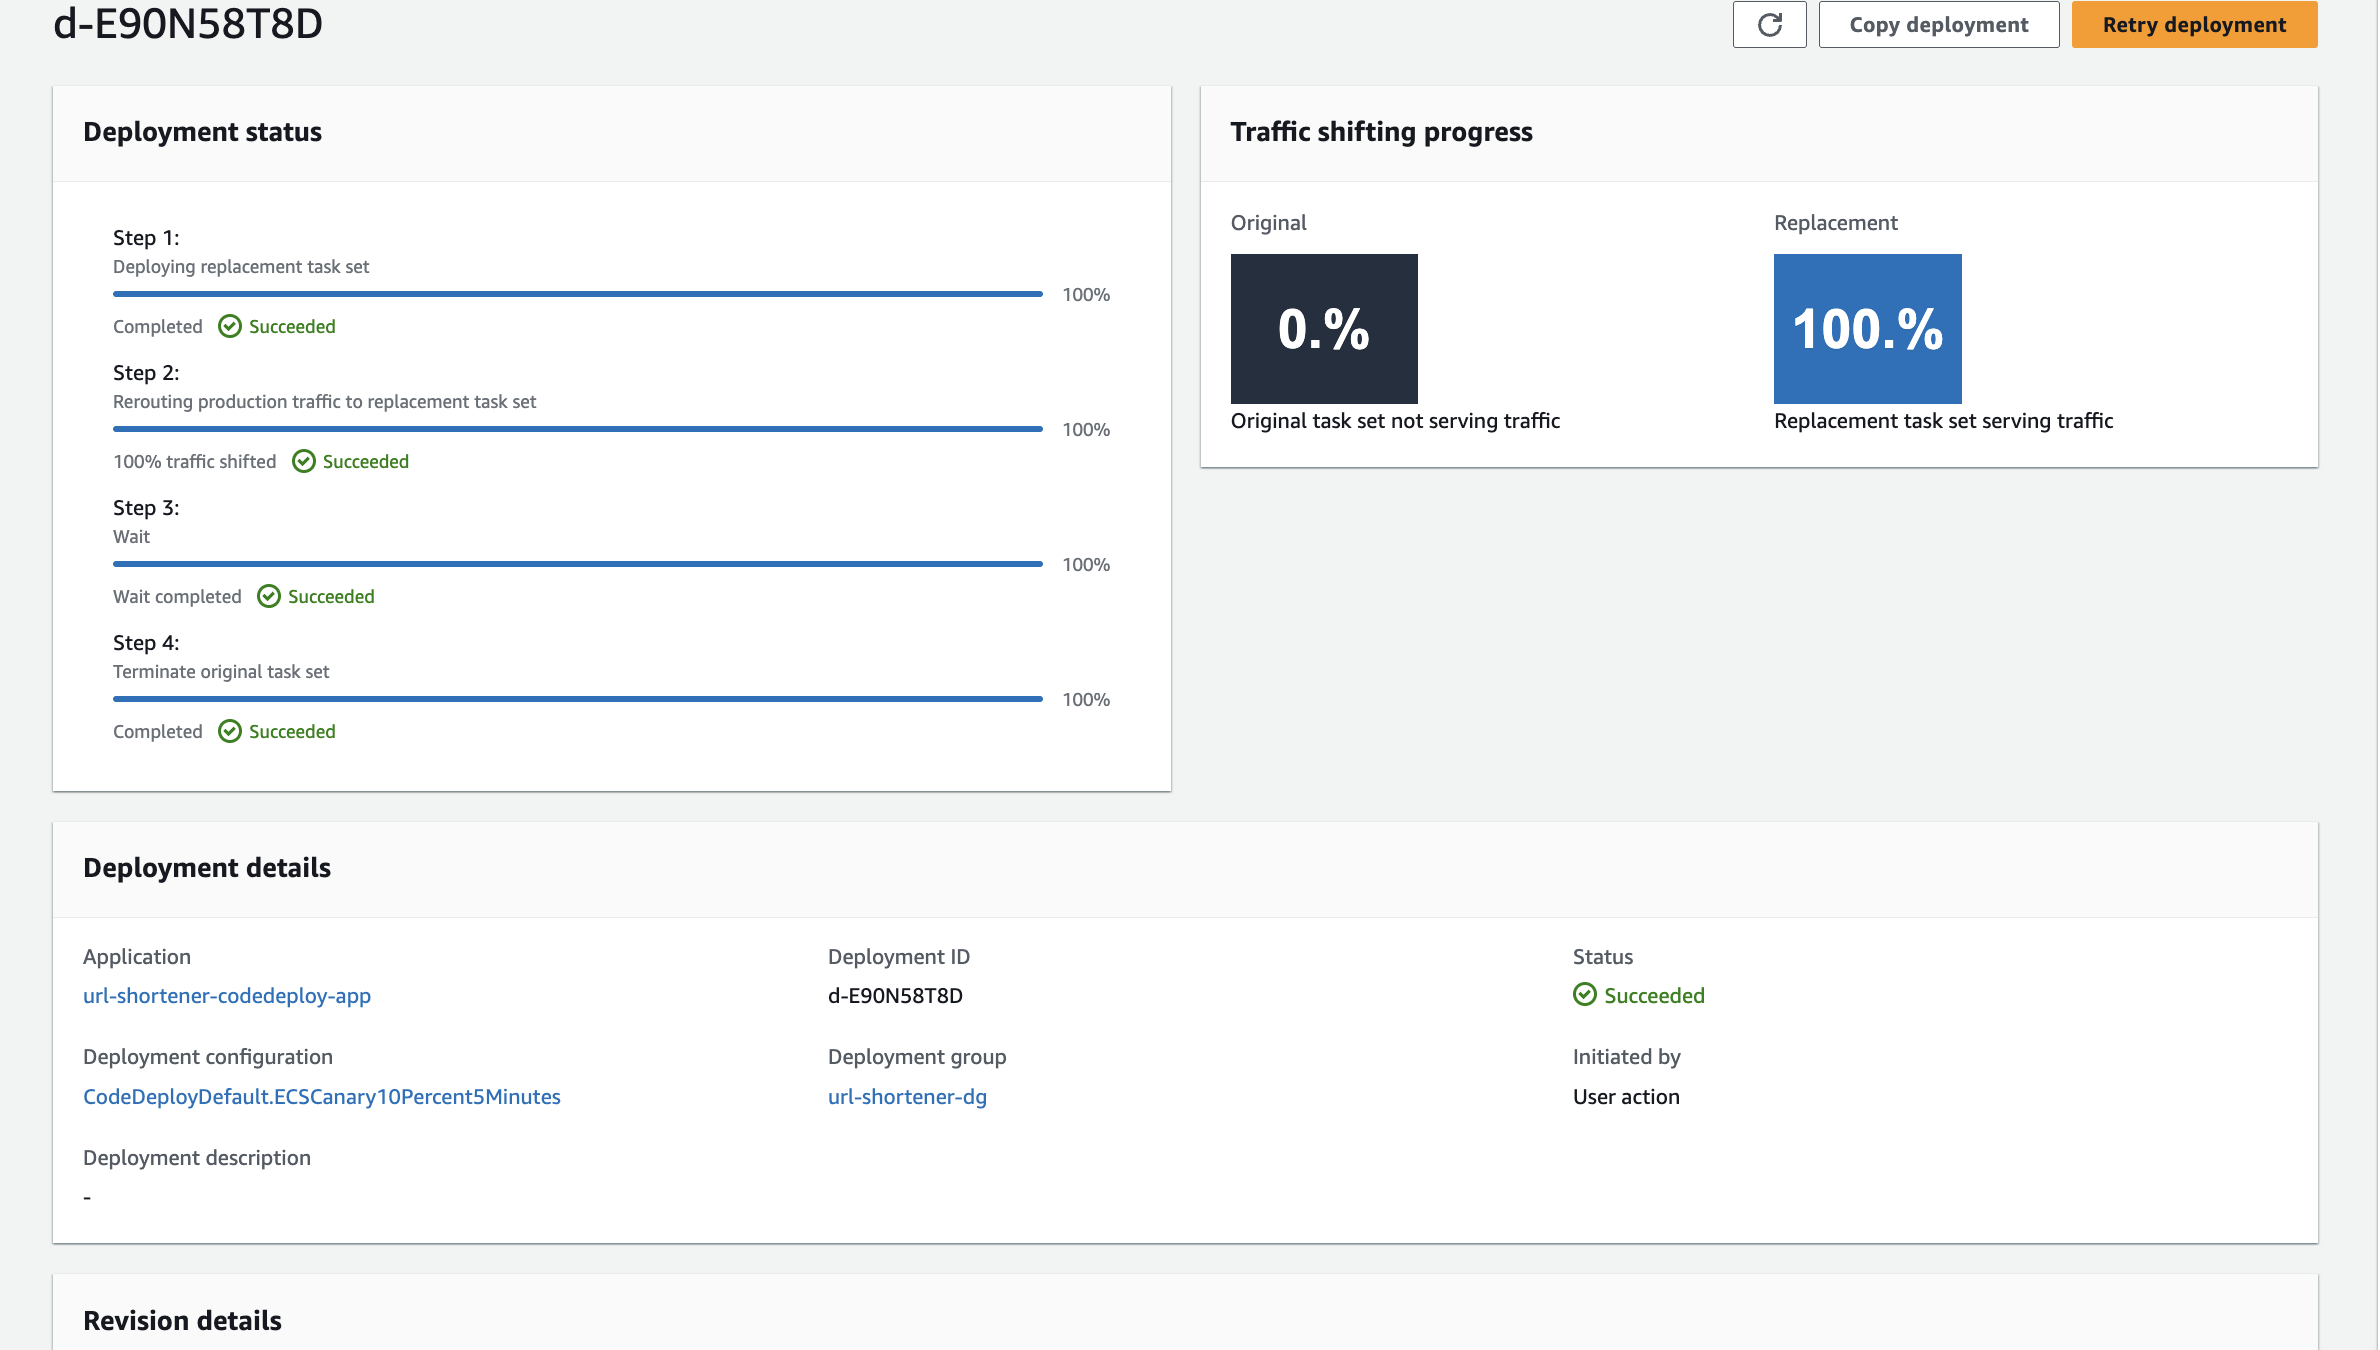 d-E90N58T8D
Copy deployment
Retry deployment
Deployment status
Step 1:
Deploying replacement task set
100%
Completed Succeeded
Step 2:
Rerouting production traffic to replacement task set
100%
100% traffic shifted Succeeded
Step 3:
Wait
100%
Wait completed Succeeded
Step 4:
Terminate original task set
100%
Completed Succeeded
Traffic shifting progress
Original
0.%
Original task set not serving traffic
Replacement
100.%
Replacement task set serving traffic
Deployment details
Application
url-shortener-codedeploy-app
Deployment ID
d-E90N58T8D
Status
Succeeded
Deployment configuration
CodeDeployDefault.ECSCanary10Percent5Minutes
Deployment group
url-shortener-dg
Initiated by
User action
Deployment description
-
Revision details